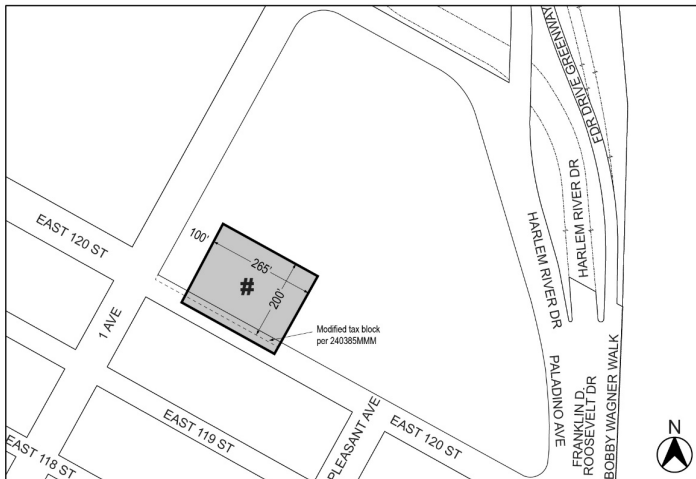 FDR DRIVE GREENWAY
HARLEM RIVER DR
HARLEM RIVER DR
EAST 120 ST
100'
265'
#
200'
1 AVE
Modified tax block
per 240385MMM
PALADINO AVE
FRANKLIN D.
ROOSEVELT DR
BOBBY WAGNER WALK
EAST 119 ST
PLEASANT AVE
EAST 120 ST
EAST 118 ST
N